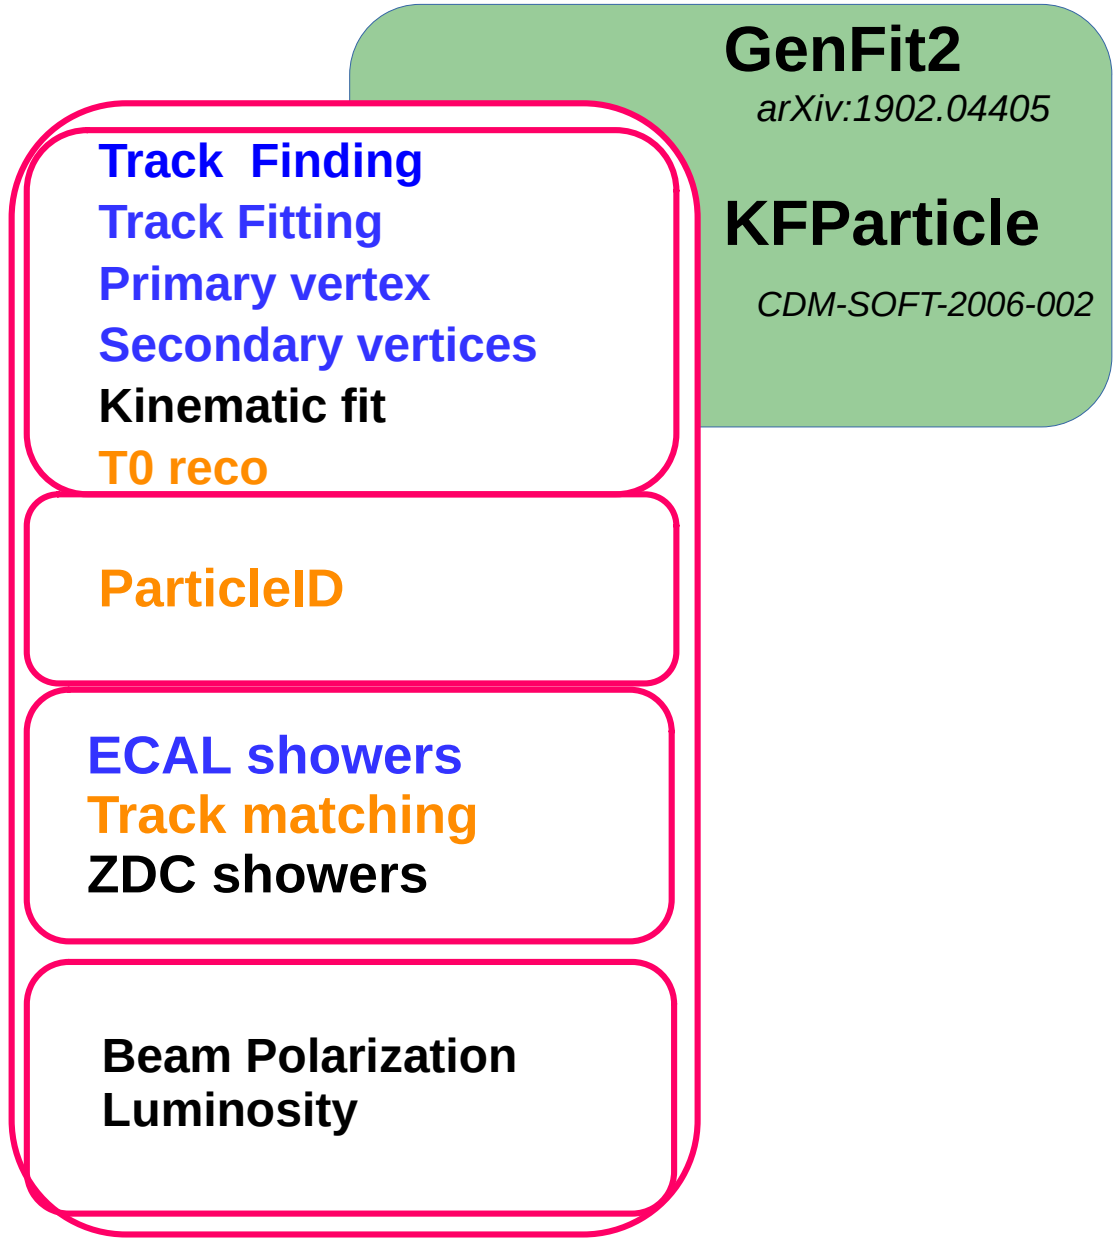 GenFit2
arXiv:1902.04405
KFParticle
CDM-SOFT-2006-002
Track Finding
Track Fitting
Primary vertex
Secondary vertices
Kinematic fit
T0 reco
ParticleID
ECAL showers
Track matching
ZDC showers
Beam Polarization
Luminosity